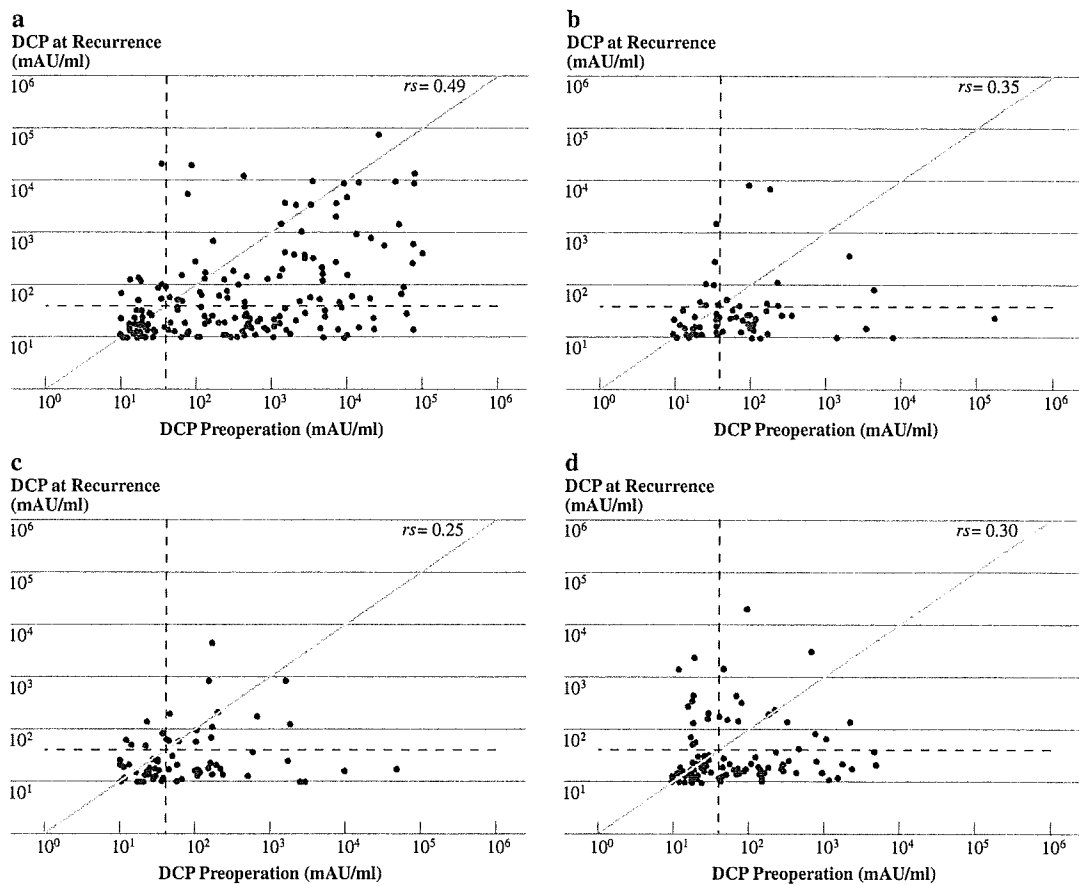 a
DCP at Recurrence
(mAU/ml)
rs= 0.49
10⁶
10⁵
10⁴
10³
10²
10¹
10⁰ 10¹ 10² 10³ 10⁴ 10⁵ 10⁶
DCP Preoperation (mAU/ml)
b
DCP at Recurrence
(mAU/ml)
rs= 0.35
10⁶
10⁵
10⁴
10³
10²
10¹
10⁰ 10¹ 10² 10³ 10⁴ 10⁵ 10⁶
DCP Preoperation (mAU/ml)
c
DCP at Recurrence
(mAU/ml)
rs= 0.25
10⁶
10⁵
10⁴
10³
10²
10¹
10⁰ 10¹ 10² 10³ 10⁴ 10⁵ 10⁶
DCP Preoperation (mAU/ml)
d
DCP at Recurrence
(mAU/ml)
rs= 0.30
10⁶
10⁵
10⁴
10³
10²
10¹
10⁰ 10¹ 10² 10³ 10⁴ 10⁵ 10⁶
DCP Preoperation (mAU/ml)